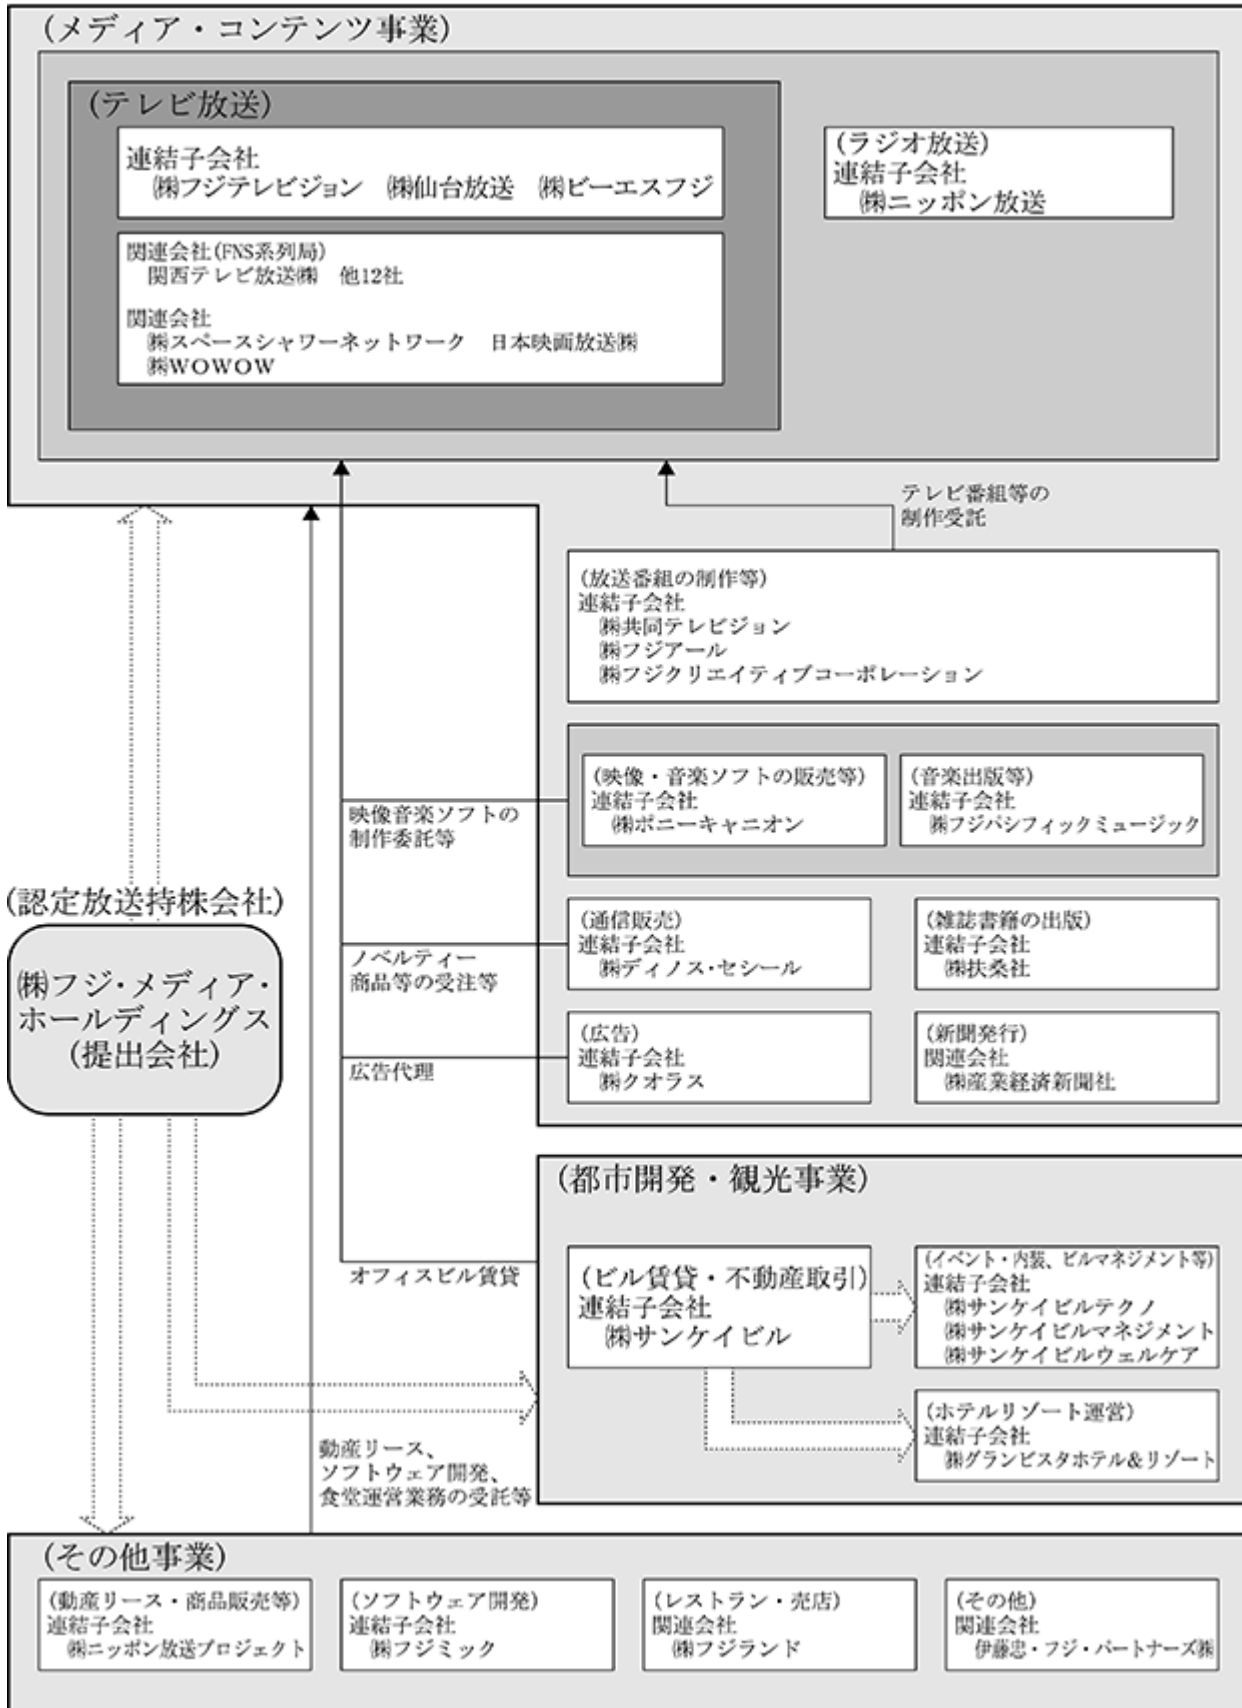 (メディア・コンテンツ事業)
(テレビ放送)
連結子会社
㈱フジテレビジョン　㈱仙台放送　㈱ビーエスフジ
関連会社(FNS系列局)
関西テレビ放送㈱　他12社
関連会社
㈱スペースシャワーネットワーク　日本映画放送㈱
㈱WOWOW
(ラジオ放送)
連結子会社
㈱ニッポン放送
テレビ番組等の
制作受託
(放送番組の制作等)
連結子会社
㈱共同テレビジョン
㈱フジアール
㈱フジクリエイティブコーポレーション
(映像・音楽ソフトの販売等)
連結子会社
㈱ポニーキャニオン
(音楽出版等)
連結子会社
㈱フジパシフィックミュージック
映像音楽ソフトの
制作委託等
(認定放送持株会社)
㈱フジ・メディア・
ホールディングス
(提出会社)
(通信販売)
連結子会社
㈱ディノス・セシール
(雑誌書籍の出版)
連結子会社
㈱扶桑社
ノベルティー
商品等の受注等
(広告)
連結子会社
㈱クオラス
(新聞発行)
関連会社
㈱産業経済新聞社
広告代理
(都市開発・観光事業)
(ビル賃貸・不動産取引)
連結子会社
㈱サンケイビル
(イベント・内装、ビルマネジメント等)
連結子会社
㈱サンケイビルテクノ
㈱サンケイビルマネジメント
㈱サンケイビルウェルケア
オフィスビル賃貸
(ホテルリゾート運営)
連結子会社
㈱グランビスタホテル&リゾート
動産リース、
ソフトウェア開発、
食堂運営業務の受託等
(その他事業)
(動産リース・商品販売等)
連結子会社
㈱ニッポン放送プロジェクト
(ソフトウェア開発)
連結子会社
㈱フジミック
(レストラン・売店)
関連会社
㈱フジランド
(その他)
関連会社
伊藤忠・フジ・パートナーズ㈱